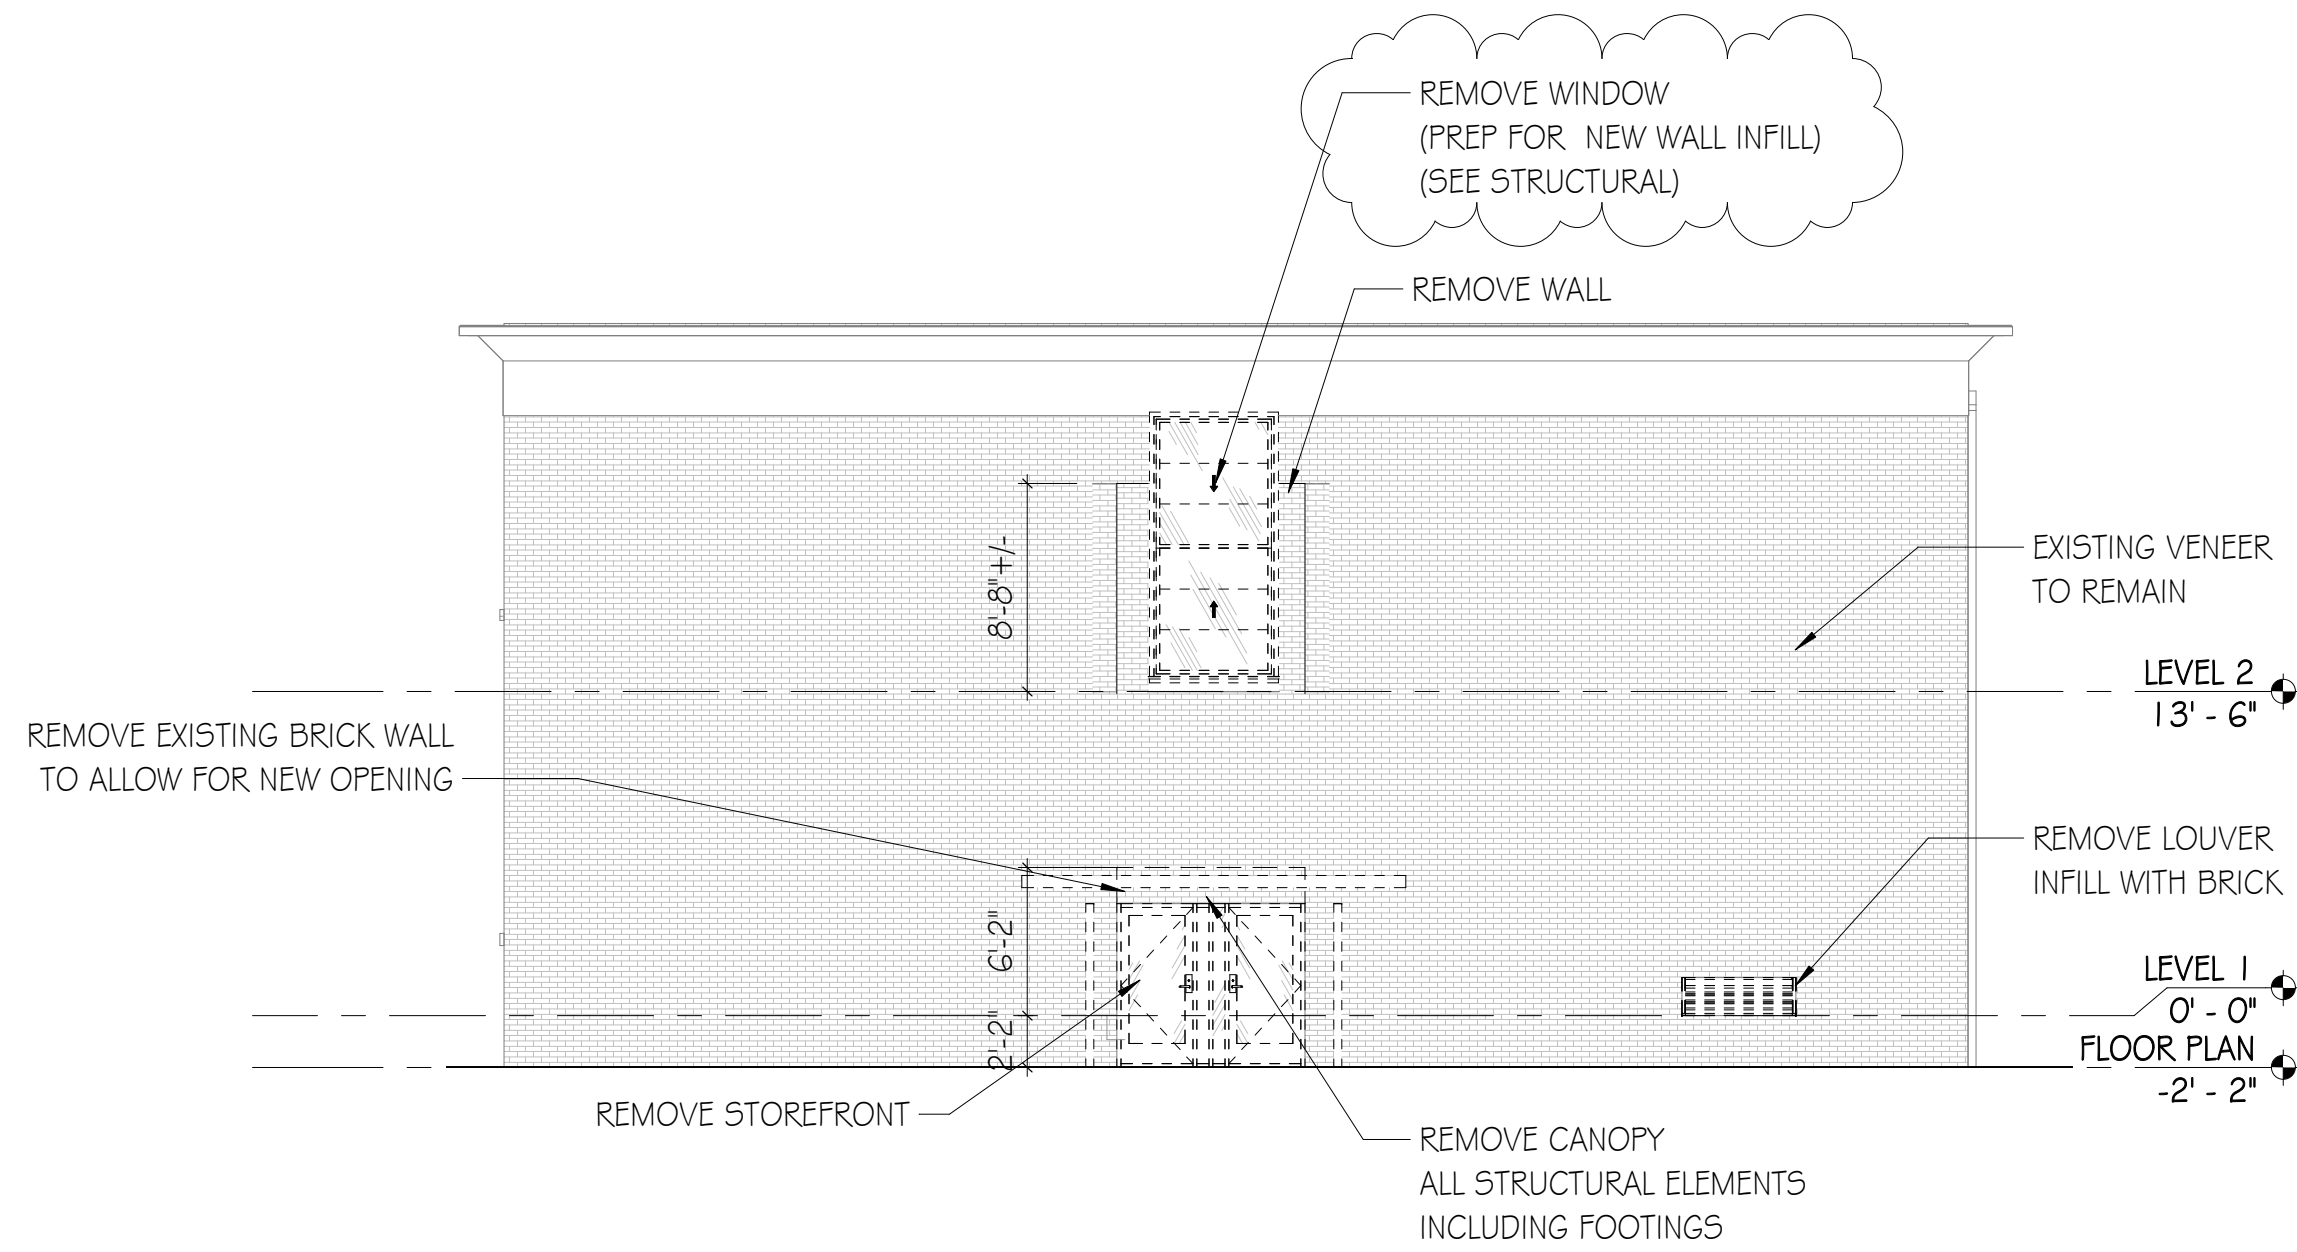 REMOVE WINDOW
(PREP FOR NEW WALL INFILL)
(SEE STRUCTURAL)
REMOVE WALL
8'-8"+/-
EXISTING VENEER
TO REMAIN
LEVEL 2
13' - 6"
REMOVE EXISTING BRICK WALL
TO ALLOW FOR NEW OPENING
REMOVE LOUVER
INFILL WITH BRICK
6'-2"
LEVEL 1
0' - 0"
2'-2"
FLOOR PLAN
-2' - 2"
REMOVE STOREFRONT
REMOVE CANOPY
ALL STRUCTURAL ELEMENTS
INCLUDING FOOTINGS